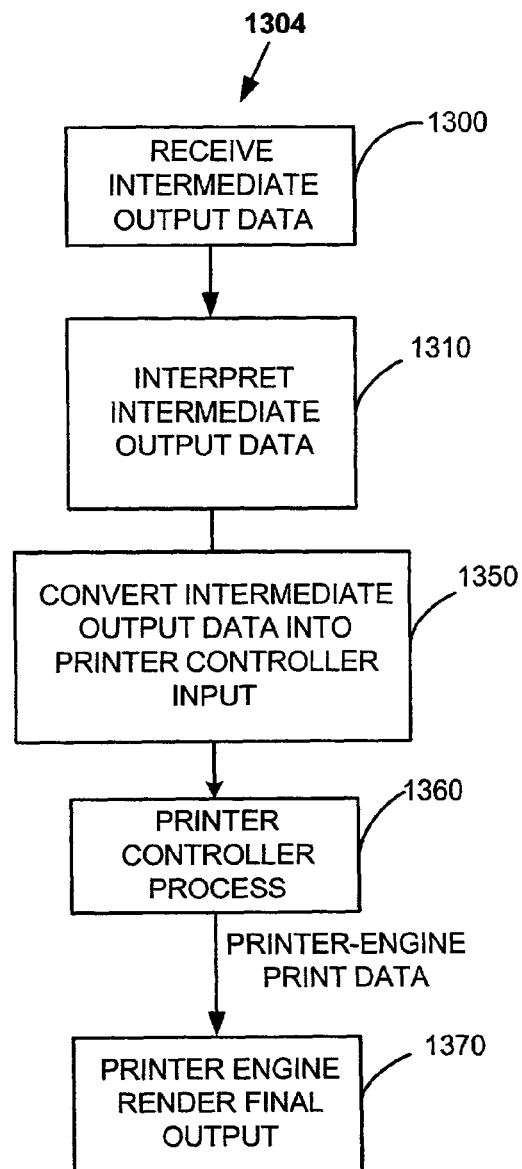 1304
1300
RECEIVE
INTERMEDIATE
OUTPUT DATA
1310
INTERPRET
INTERMEDIATE
OUTPUT DATA
1350
CONVERT INTERMEDIATE
OUTPUT DATA INTO
PRINTER CONTROLLER
INPUT
1360
PRINTER
CONTROLLER
PROCESS
PRINTER-ENGINE
PRINT DATA
1370
PRINTER ENGINE
RENDER FINAL
OUTPUT